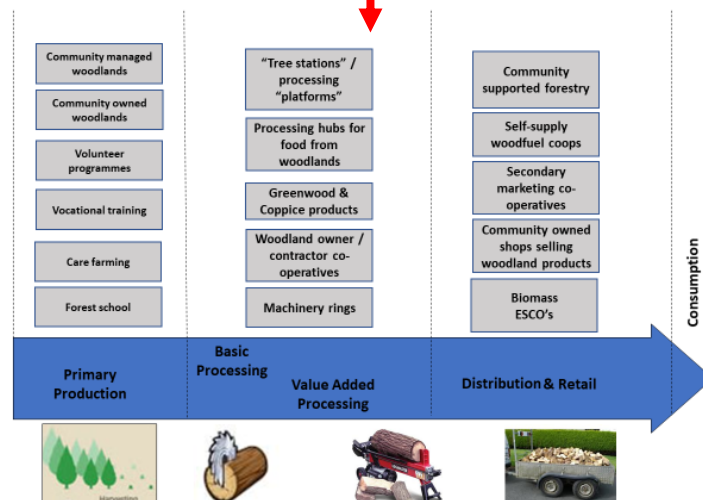 Community managed
woodlands
Community owned
woodlands
Volunteer
programmes
Vocational training
Care farming
Forest school
“Tree stations” /
processing
“platforms”
Processing hubs for
food from
woodlands
Greenwood &
Coppice products
Woodland owner /
contractor co-
operatives
Machinery rings
Community
supported forestry
Self-supply
woodfuel coops
Secondary
marketing co-
operatives
Community owned
shops selling
woodland products
Biomass
ESCO’s
Consumption
Primary
Production
Basic
Processing
Value Added
Processing
Distribution & Retail
Harvesting